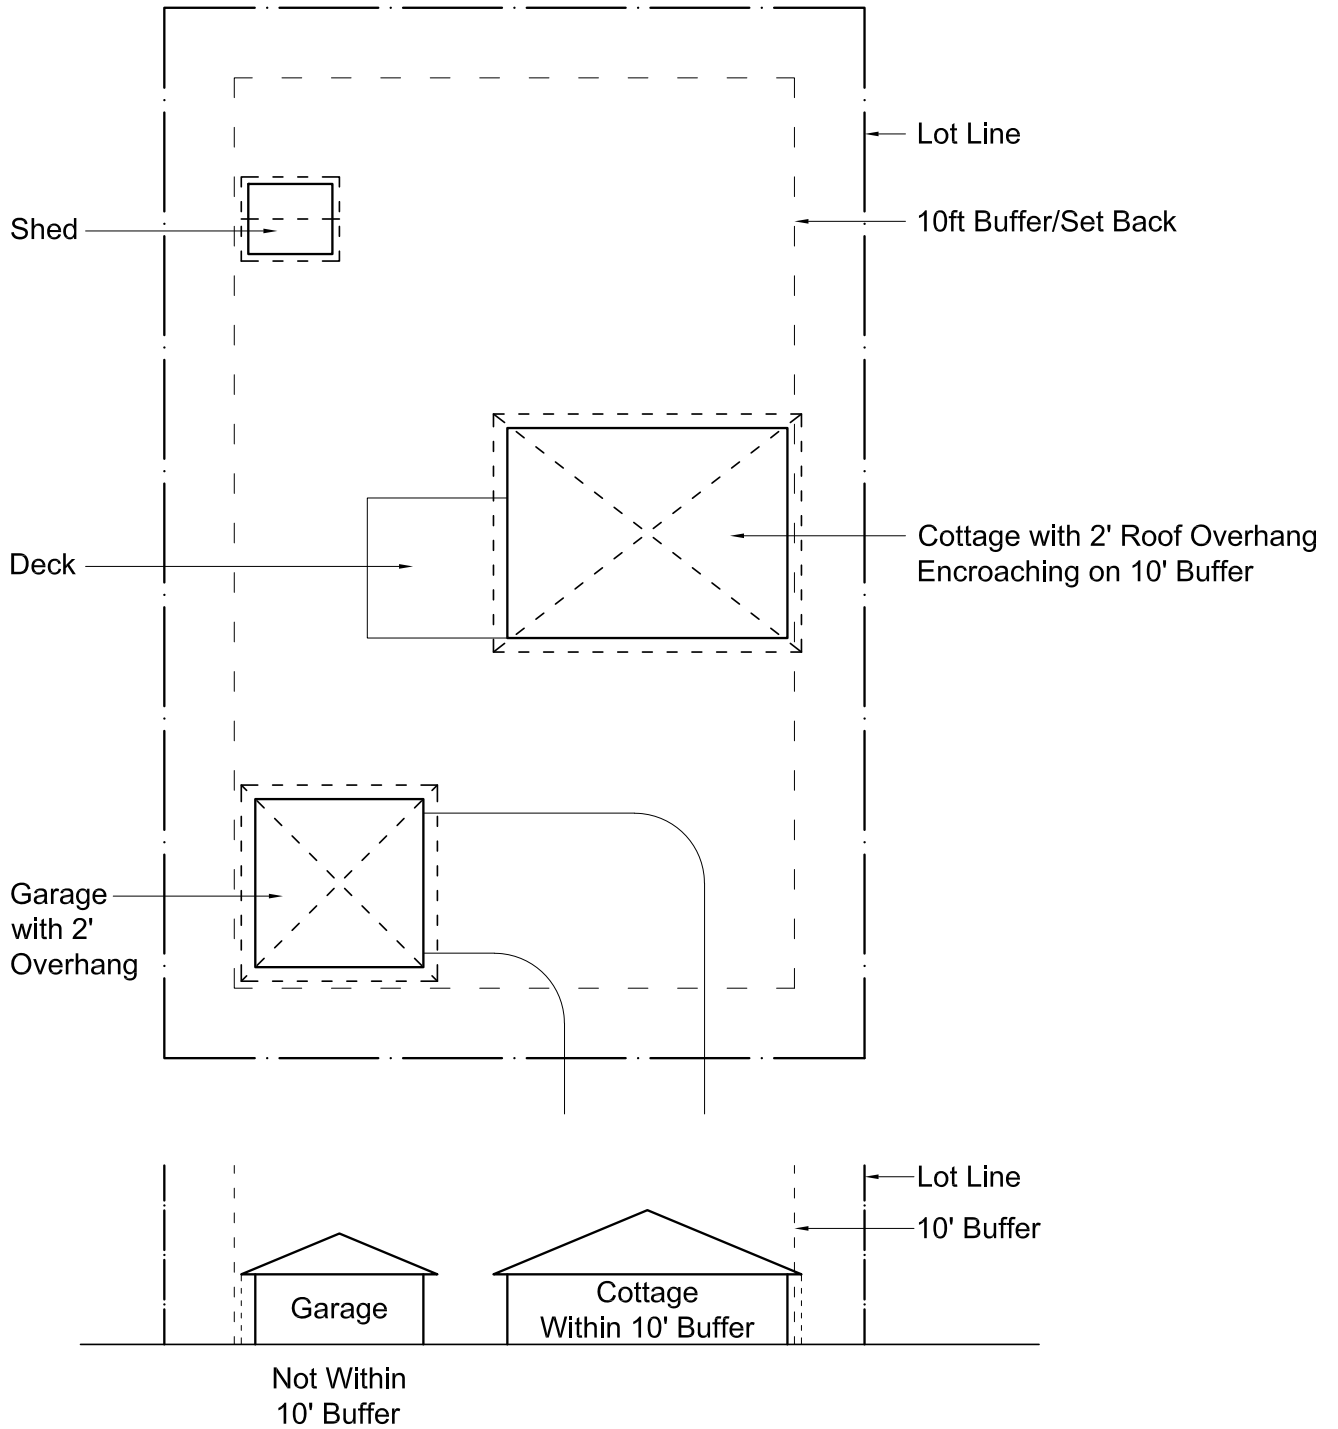 Lot Line
10ft Buffer/Set Back
Shed
Cottage with 2' Roof Overhang
Encroaching on 10' Buffer
Deck
Garage
with 2'
Overhang
Lot Line
10' Buffer
Garage
Cottage
Within 10' Buffer
Not Within
10' Buffer